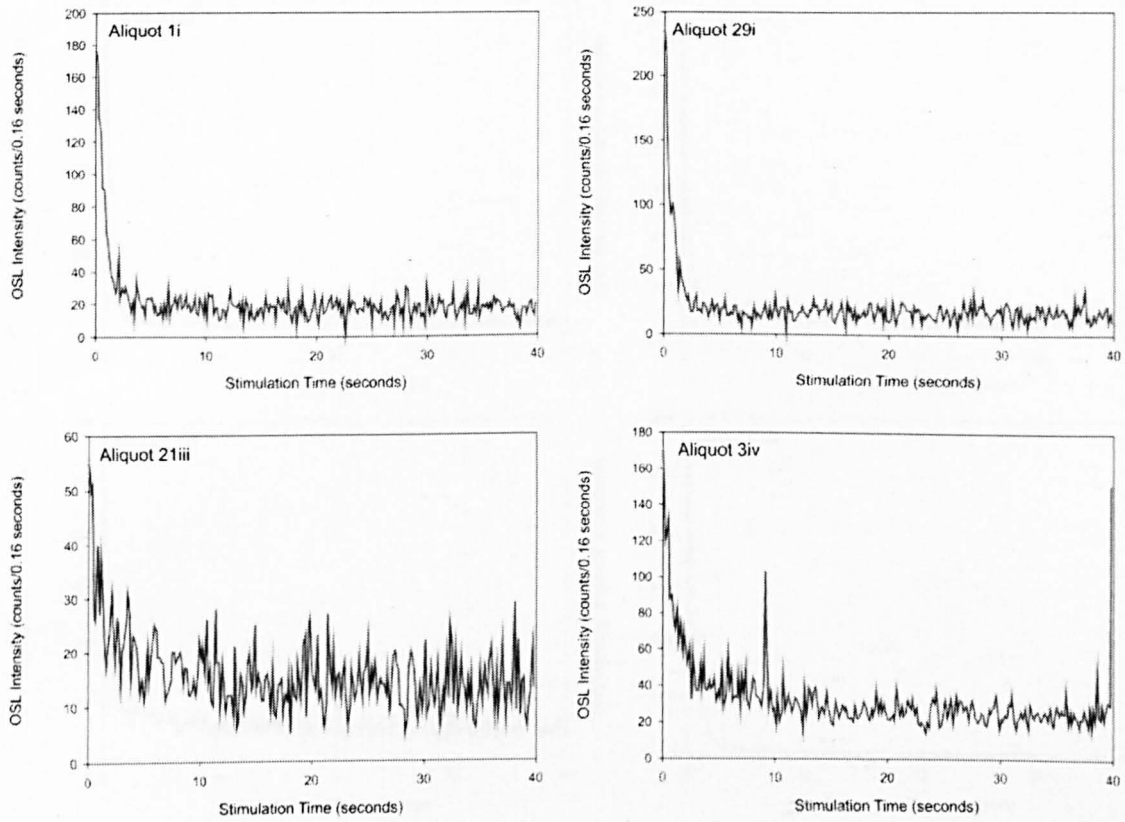 Aliquot 1i
200
180
160
140
120
100
80
60
40
20
0
OSL Intensity (counts/0.16 seconds)
0 10 20 30 40
Stimulation Time (seconds)
Aliquot 29i
250
200
150
100
50
0
OSL Intensity (counts/0.16 seconds)
0 10 20 30 40
Stimulation Time (seconds)
Aliquot 21iii
60
50
40
30
20
10
0
OSL Intensity (counts/0.16 seconds)
0 10 20 30 40
Stimulation Time (seconds)
Aliquot 3iv
180
160
140
120
100
80
60
40
20
0
OSL Intensity (counts/0.16 seconds)
0 10 20 30 40
Stimulation Time (seconds)